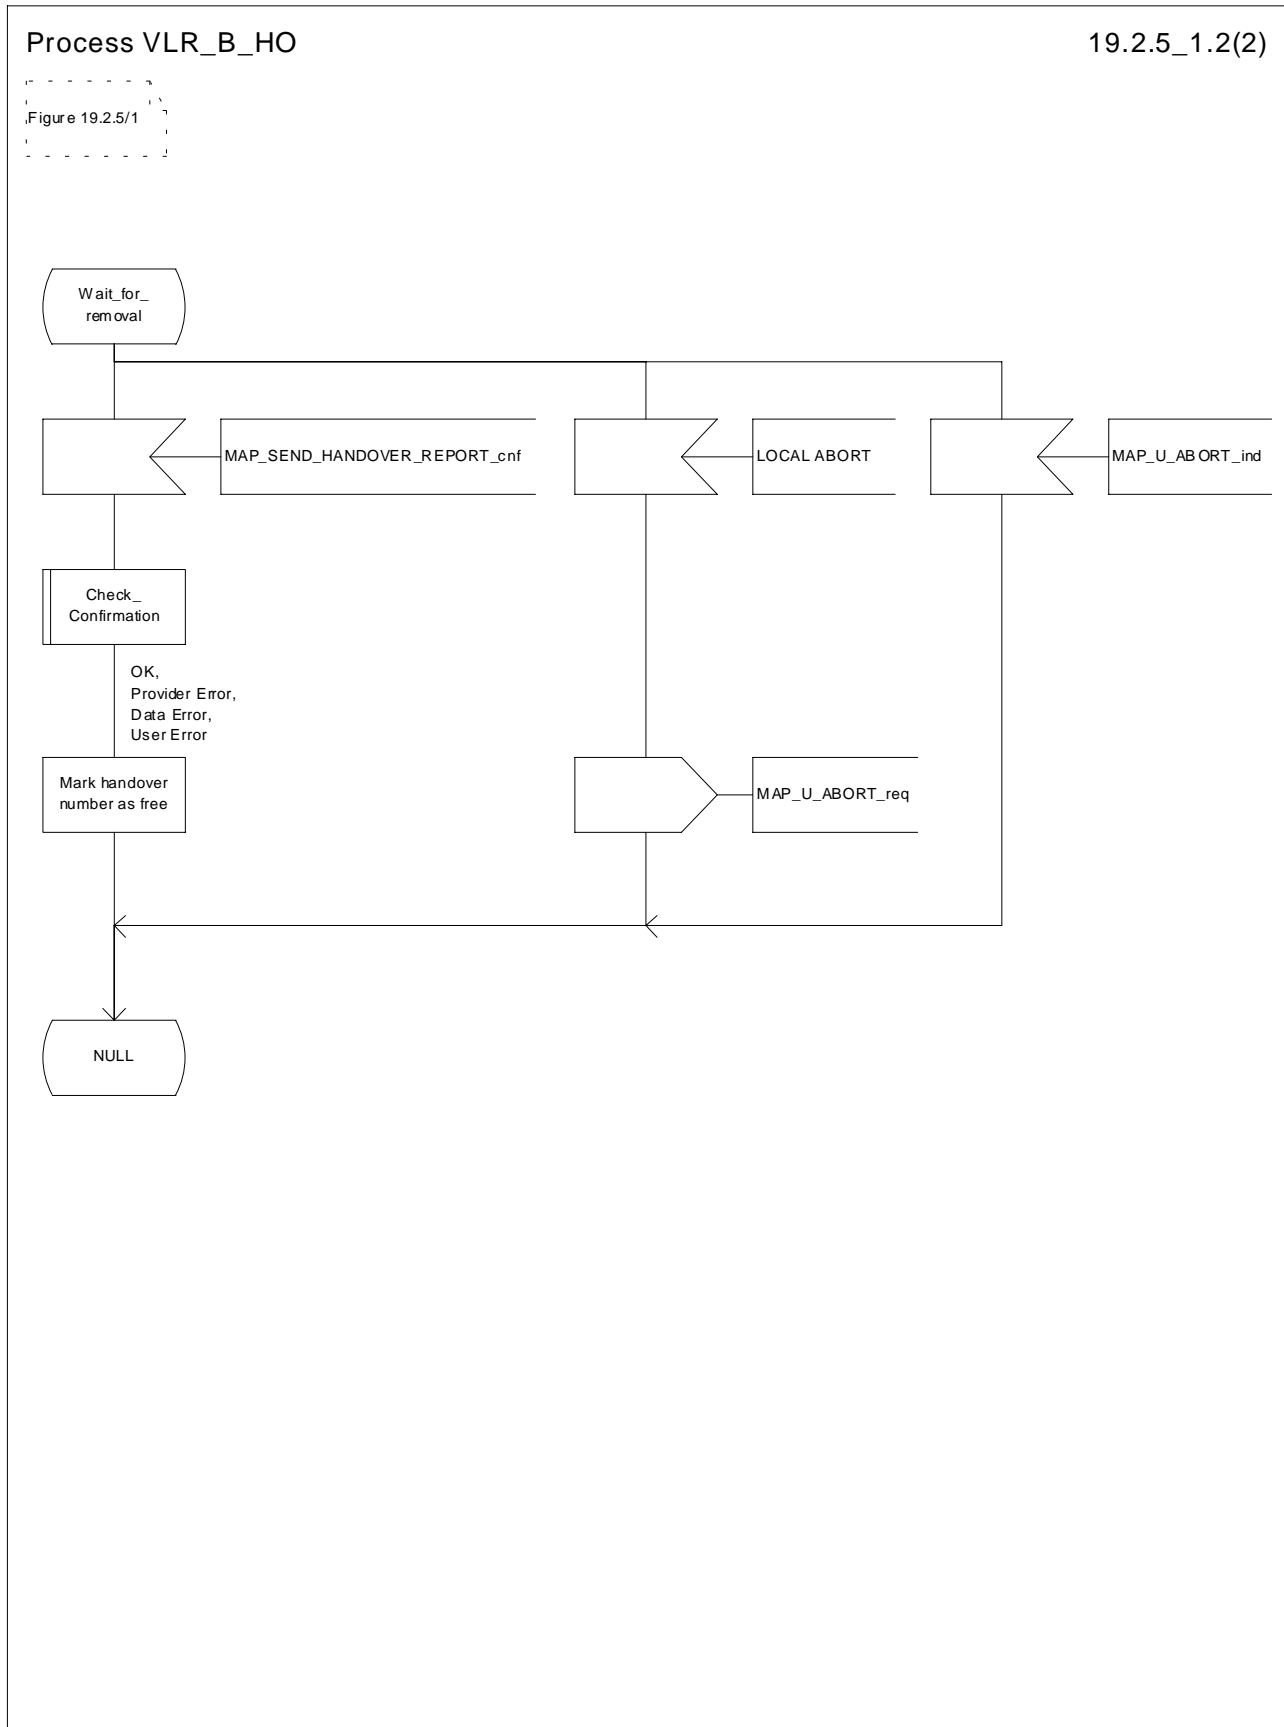 Process VLR_B_HO
19.2.5_1.2(2)
Figure 19.2.5/1
Wait_for_
removal
MAP_SEND_HANDOVER_REPORT_cnf
LOCAL ABORT
MAP_U_ABORT_ind
Check_
Confirmation
OK,
Provider Error,
Data Error,
User Error
Mark handover
number as free
MAP_U_ABORT_req
NULL